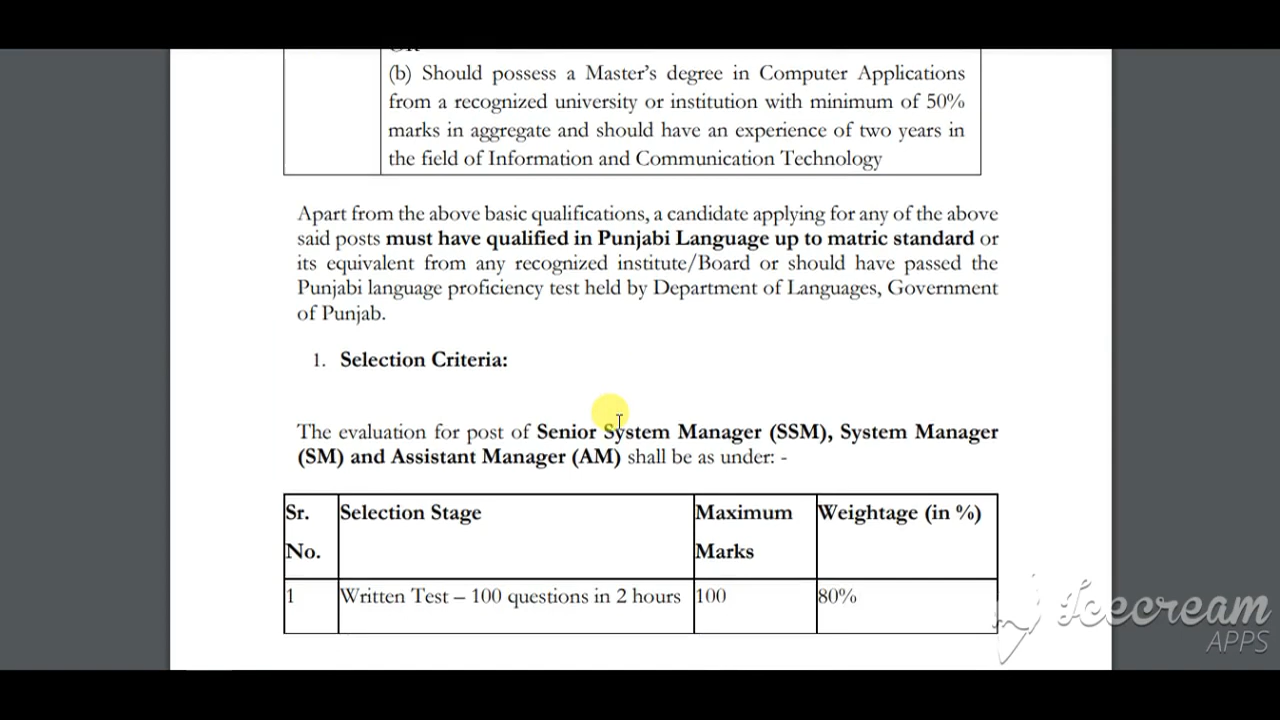 (b) Should possess a Master's degree in Computer Applications
from a recognized university or institution with minimum of 50%
marks in aggregate and should have an experience of two years in
the field of Information and Communication Technology
Apart from the above basic qualifications, a candidate applying for any of the above
said posts must have qualified in Punjabi Language up to matric standard or
its equivalent from any recognized institute/Board or should have passed the
Punjabi language proficiency test held by Department of Languages, Government
of Punjab.
1. Selection Criteria:
The evaluation for post of Senior System Manager (SSM), System Manager
(SM) and Assistant Manager (AM) shall be as under: -
Sr. No. Selection Stage Maximum Marks Weightage (in %)
1 Written Test – 100 questions in 2 hours 100 80%
Icecream
APPS